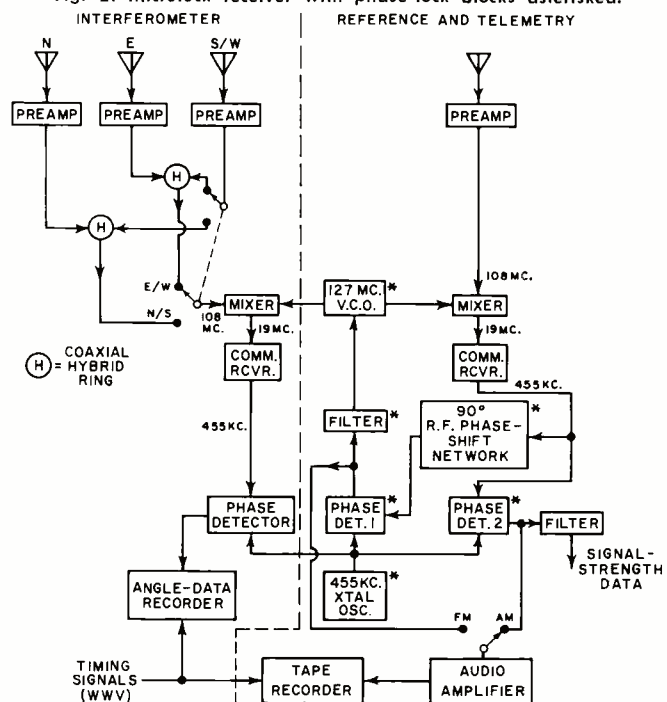 Fig. 2. Microlock receiver with phase-lock blocks asterisked.
INTERFEROMETER
REFERENCE AND TELEMETRY
N
E
S/W
PREAMP
PREAMP
PREAMP
PREAMP
H
H
E/W
N/S
108
MC.
MIXER
127 MC.
V.C.O.
*
108 MC.
MIXER
19MC.
19MC.
H = COAXIAL
HYBRID
RING
COMM.
RCVR.
COMM.
RCVR.
455KC.
455KC.
FILTER
*
90°
R.F. PHASE-
SHIFT
NETWORK
*
PHASE
DETECTOR
PHASE
DET. 1
*
PHASE
DET. 2
*
FILTER
SIGNAL-
STRENGTH
DATA
ANGLE-DATA
RECORDER
455KC.
XTAL
OSC.
*
FM
AM
TIMING
SIGNALS
(WWV)
TAPE
RECORDER
AUDIO
AMPLIFIER